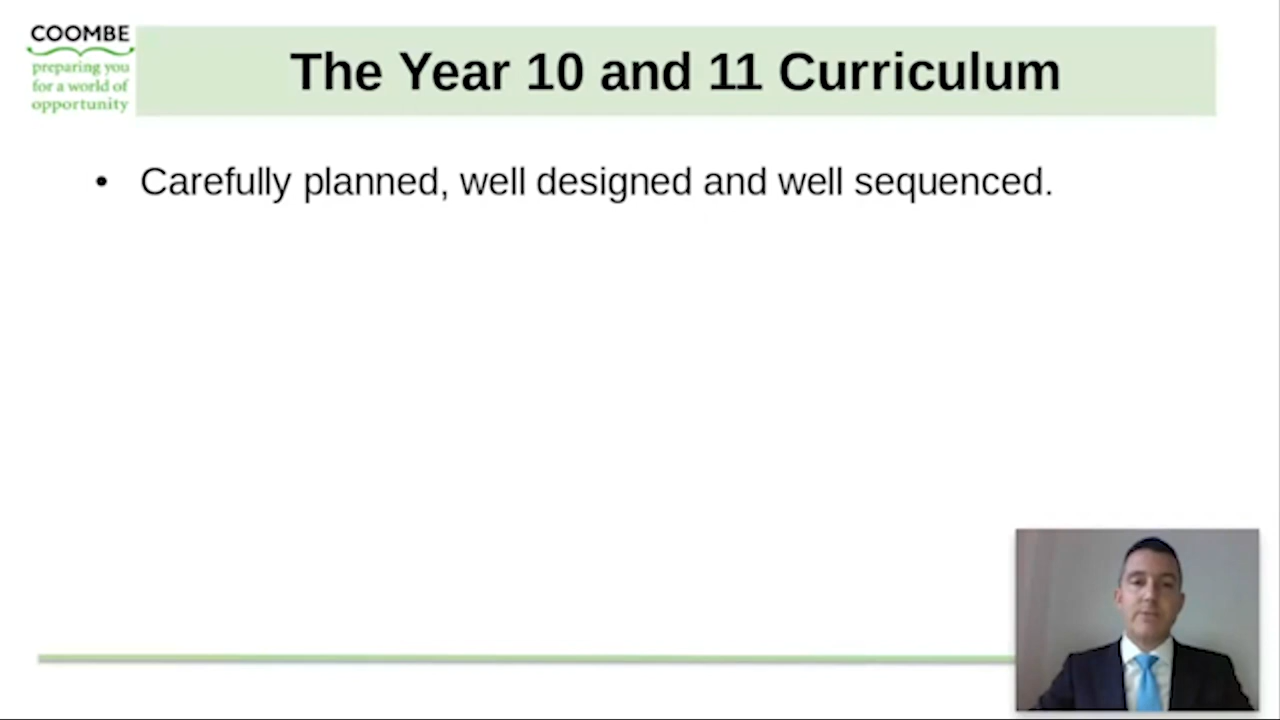 COOMBE
preparing you
for a world of
opportunity
The Year 10 and 11 Curriculum
• Carefully planned, well designed and well sequenced.